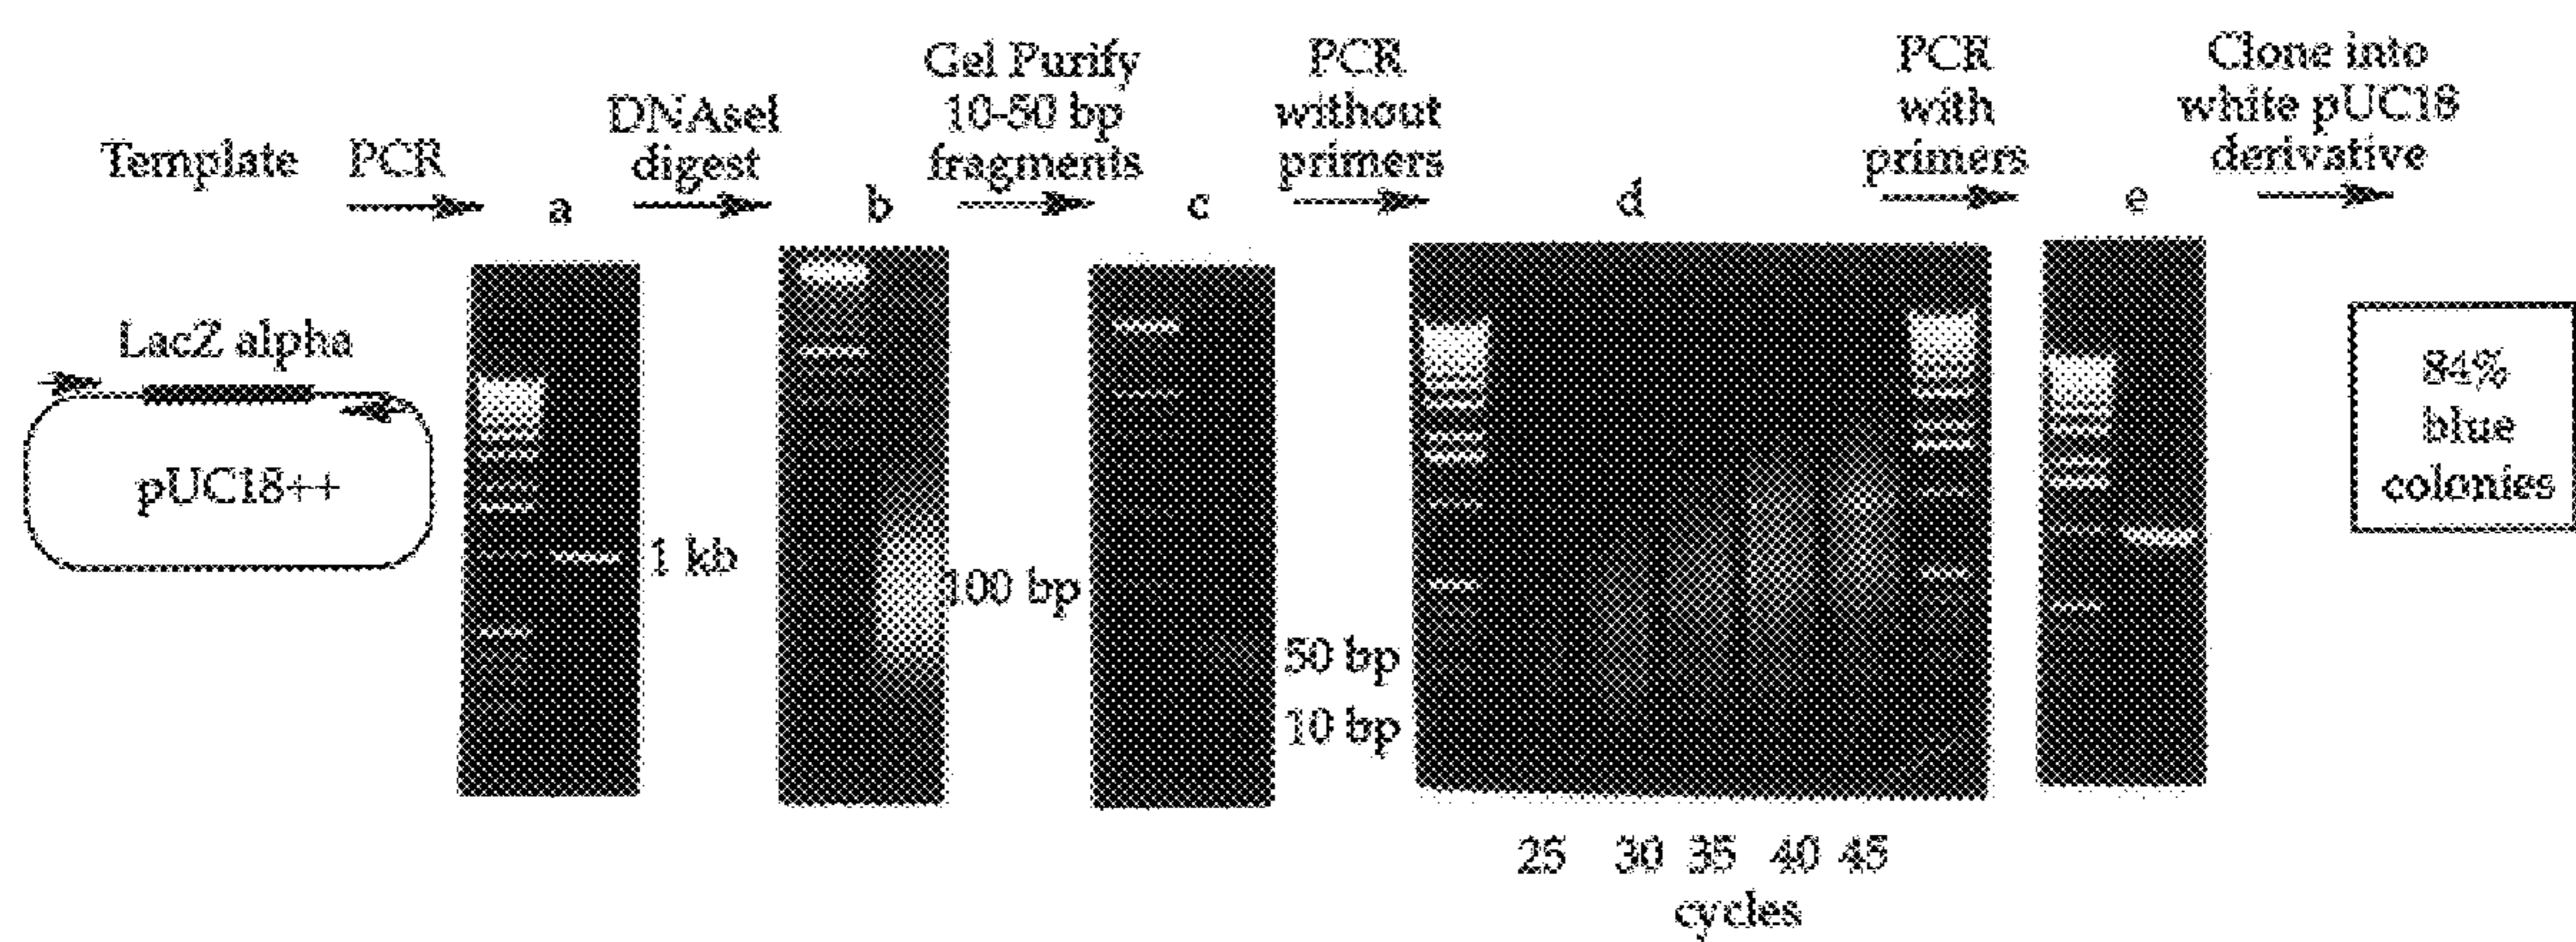 Template
PCR
DNAseI
digest
Gel Purify
10-50 bp
fragments
PCR
without
primers
PCR
with
primers
Clone into
white pUC18
derivative
a
b
c
d
e
LacZ alpha
pUC18++
1 kb
100 bp
50 bp
10 bp
84%
blue
colonies
25 30 35 40 45
cycles